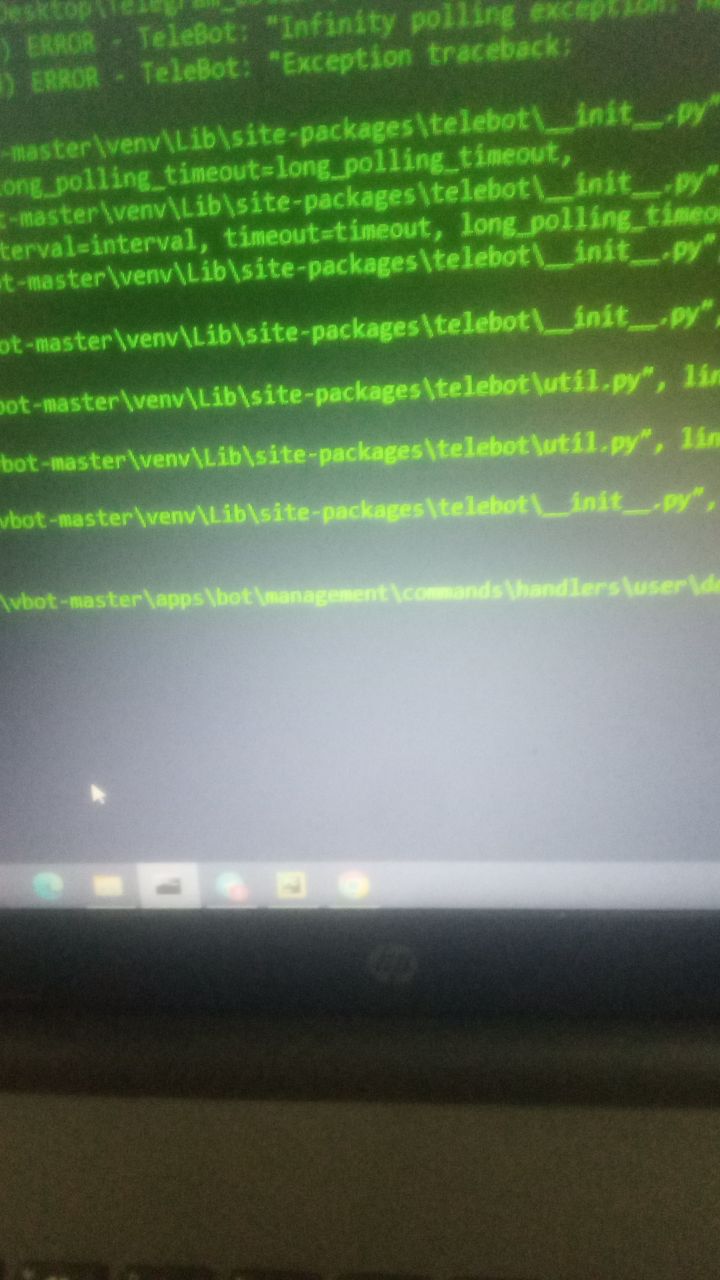 Desktop\Telegram_
) ERROR - TeleBot: "Infinity polling exception:
) ERROR - TeleBot: "Exception traceback:
-master\venv\Lib\site-packages\telebot\__init__.py"
long_polling_timeout=long_polling_timeout,
t-master\venv\Lib\site-packages\telebot\__init__.py"
terval=interval, timeout=timeout, long_polling_timeo
ot-master\venv\Lib\site-packages\telebot\__init__.py",
ot-master\venv\Lib\site-packages\telebot\__init__.py",
bot-master\venv\Lib\site-packages\telebot\util.py", lin
bot-master\venv\Lib\site-packages\telebot\util.py", lin
vbot-master\venv\Lib\site-packages\telebot\__init__.py",
\vbot-master\apps\bot\management\commands\handlers\user\de
hp